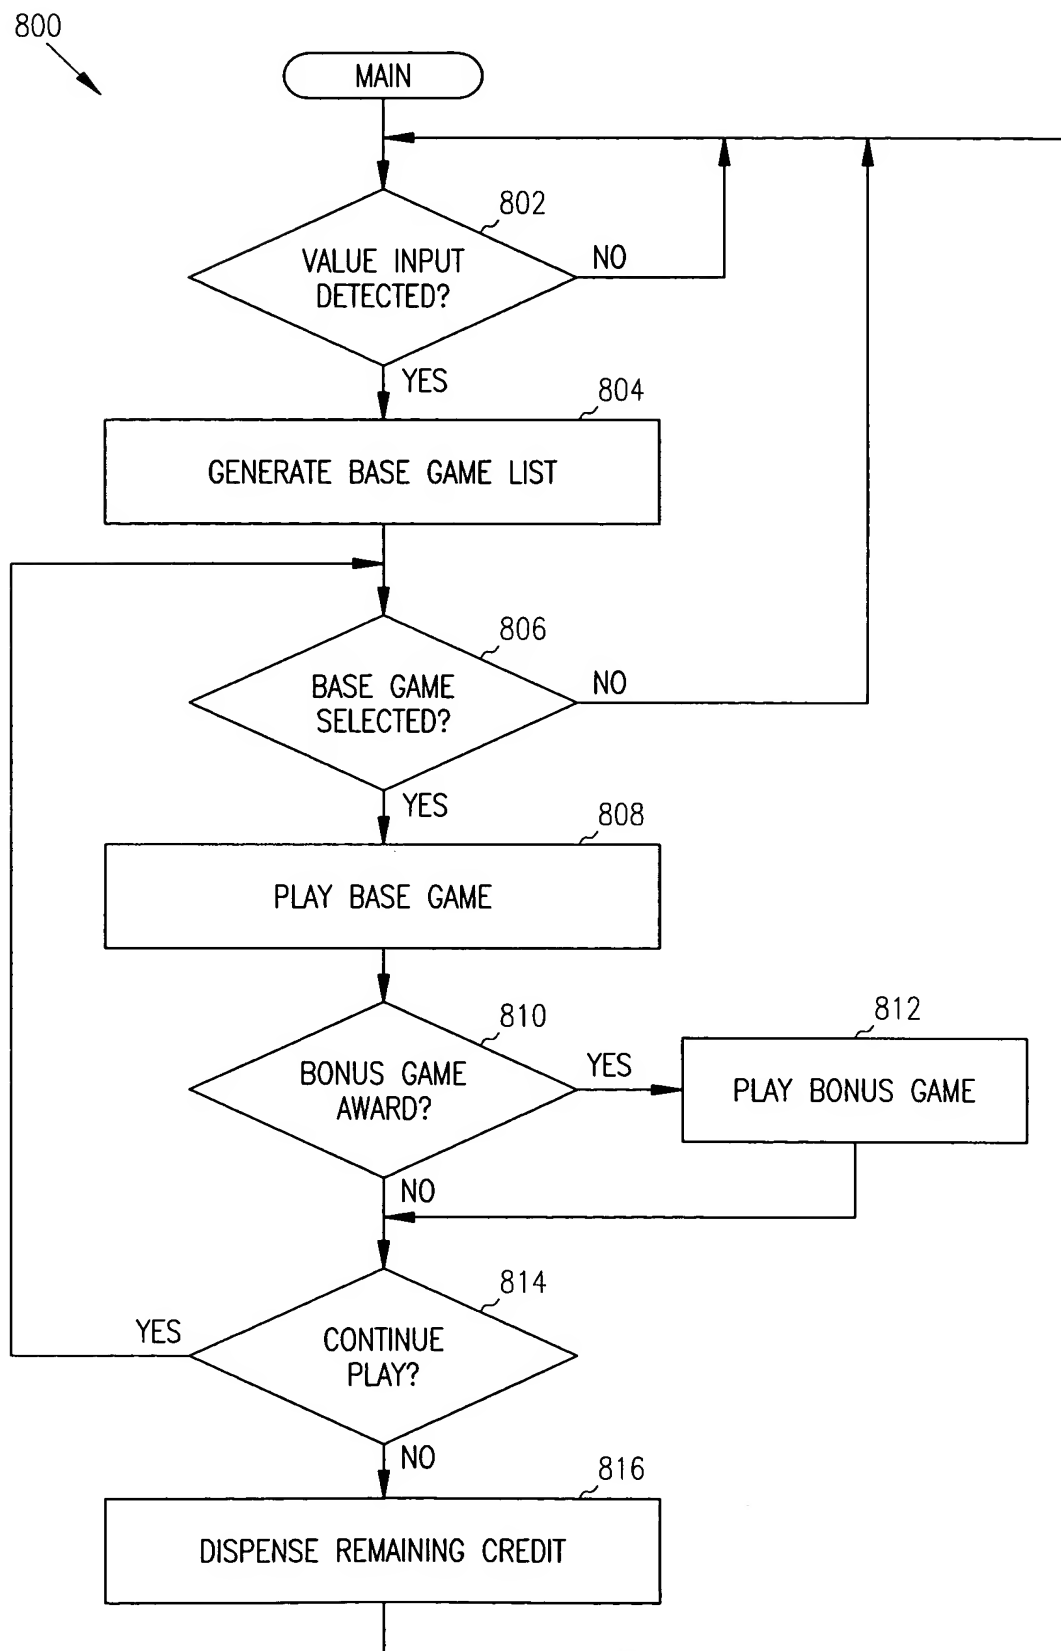 800
MAIN
802
VALUE INPUT
DETECTED?
NO
YES
804
GENERATE BASE GAME LIST
806
BASE GAME
SELECTED?
NO
YES
808
PLAY BASE GAME
810
BONUS GAME
AWARD?
YES
812
PLAY BONUS GAME
NO
814
YES
CONTINUE
PLAY?
NO
816
DISPENSE REMAINING CREDIT